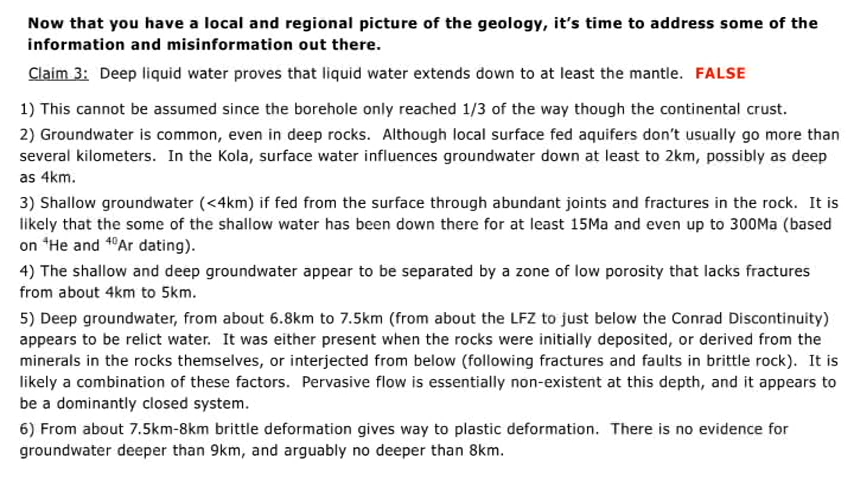 Now that you have a local and regional picture of the geology, it's time to address some of the
information and misinformation out there.
Claim 3: Deep liquid water proves that liquid water extends down to at least the mantle. FALSE
1) This cannot be assumed since the borehole only reached 1/3 of the way though the continental crust.
2) Groundwater is common, even in deep rocks. Although local surface fed aquifers don't usually go more than
several kilometers. In the Kola, surface water influences groundwater down at least to 2km, possibly as deep
as 4km.
3) Shallow groundwater (<4km) if fed from the surface through abundant joints and fractures in the rock. It is
likely that the some of the shallow water has been down there for at least 15Ma and even up to 300Ma (based
on ⁴He and ⁴⁰Ar dating).
4) The shallow and deep groundwater appear to be separated by a zone of low porosity that lacks fractures
from about 4km to 5km.
5) Deep groundwater, from about 6.8km to 7.5km (from about the LFZ to just below the Conrad Discontinuity)
appears to be relict water. It was either present when the rocks were initially deposited, or derived from the
minerals in the rocks themselves, or interjected from below (following fractures and faults in brittle rock). It is
likely a combination of these factors. Pervasive flow is essentially non-existent at this depth, and it appears to
be a dominantly closed system.
6) From about 7.5km-8km brittle deformation gives way to plastic deformation. There is no evidence for
groundwater deeper than 9km, and arguably no deeper than 8km.